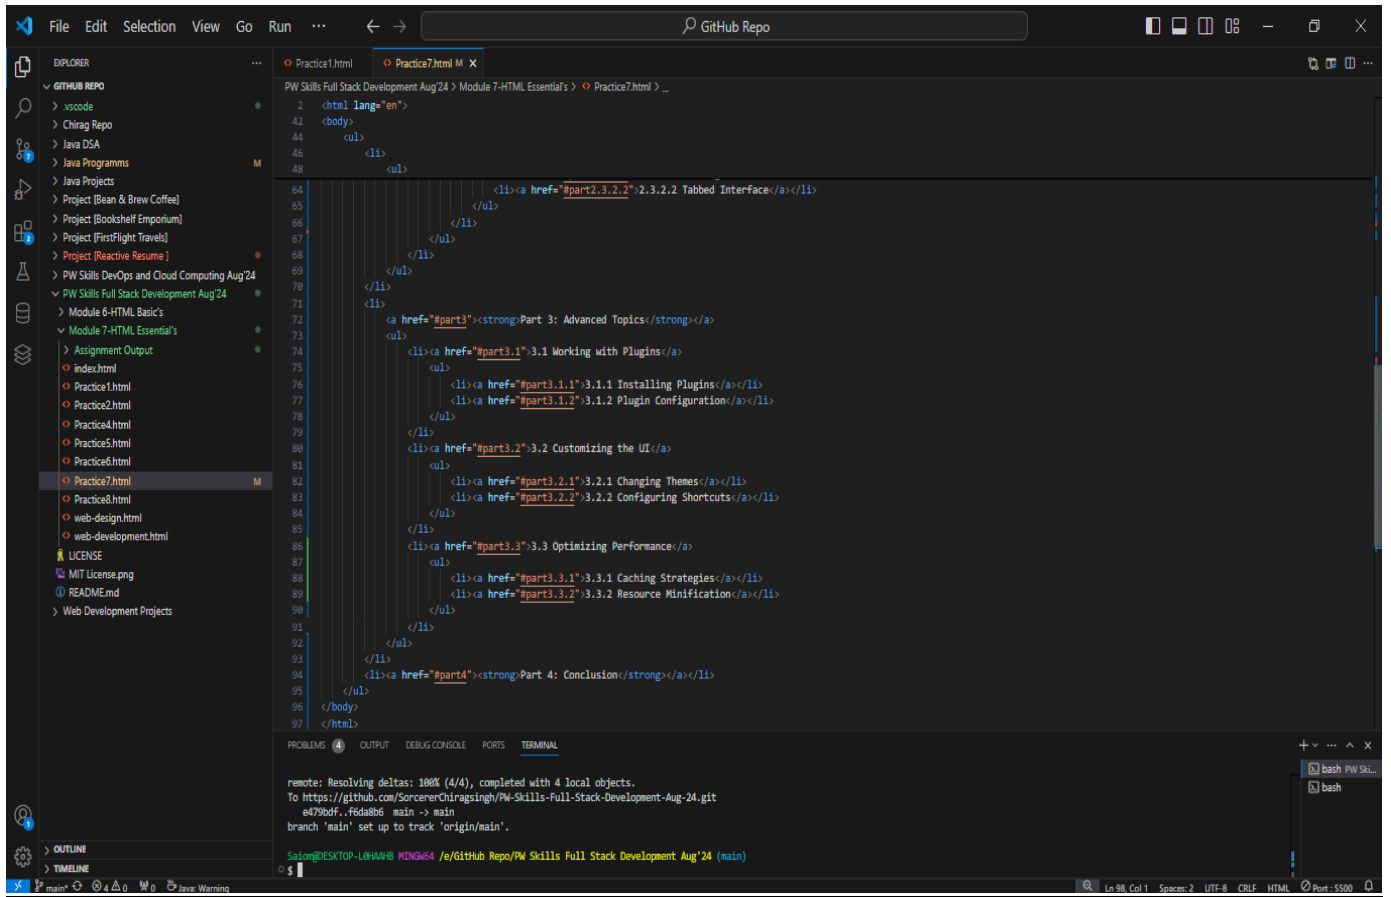 File Edit Selection View Go Run ··· GitHub Repo
EXPLORER
GITHUB REPO
.vscode
Chirag Repo
Java DSA
Java Programms M
Java Projects
Project [Bean & Brew Coffee]
Project [Bookshelf Emporium]
Project [FirstFlight Travels]
Project [Reactive Resume ]
PW Skills DevOps and Cloud Computing Aug'24
PW Skills Full Stack Development Aug'24
Module 6-HTML Basic's
Module 7-HTML Essential's
Assignment Output
index.html
Practice1.html
Practice2.html
Practice4.html
Practice5.html
Practice6.html
Practice7.html M
Practice8.html
web-design.html
web-development.html
LICENSE
MIT License.png
README.md
Web Development Projects
OUTLINE
TIMELINE
Practice1.html Practice7.html M
PW Skills Full Stack Development Aug'24 > Module 7-HTML Essential's > Practice7.html > ...
2 <html lang="en">
42 <body>
44 <ul>
46 <li>
48 <ul>
64 <li><a href="#part2.3.2.2">2.3.2.2 Tabbed Interface</a></li>
65 </ul>
66 </li>
67 </ul>
68 </li>
69 </ul>
70 </li>
71 <li>
72 <a href="#part3"><strong>Part 3: Advanced Topics</strong></a>
73 <ul>
74 <li><a href="#part3.1">3.1 Working with Plugins</a>
75 <ul>
76 <li><a href="#part3.1.1">3.1.1 Installing Plugins</a></li>
77 <li><a href="#part3.1.2">3.1.2 Plugin Configuration</a></li>
78 </ul>
79 </li>
80 <li><a href="#part3.2">3.2 Customizing the UI</a>
81 <ul>
82 <li><a href="#part3.2.1">3.2.1 Changing Themes</a></li>
83 <li><a href="#part3.2.2">3.2.2 Configuring Shortcuts</a></li>
84 </ul>
85 </li>
86 <li><a href="#part3.3">3.3 Optimizing Performance</a>
87 <ul>
88 <li><a href="#part3.3.1">3.3.1 Caching Strategies</a></li>
89 <li><a href="#part3.3.2">3.3.2 Resource Minification</a></li>
90 </ul>
91 </li>
92 </ul>
93 </li>
94 <li><a href="#part4"><strong>Part 4: Conclusion</strong></a></li>
95 </ul>
96 </body>
97 </html>
PROBLEMS 4 OUTPUT DEBUG CONSOLE PORTS TERMINAL
remote: Resolving deltas: 100% (4/4), completed with 4 local objects.
To https://github.com/SorcererChiragsingh/PW-Skills-Full-Stack-Development-Aug-24.git
e479bdf..f6da8b6 main -> main
branch 'main' set up to track 'origin/main'.
Saiom@DESKTOP-L0HAAHB MINGW64 /e/GitHub Repo/PW Skills Full Stack Development Aug'24 (main)
$
bash PW Ski...
bash
main* 4 0 0 Java: Warning Ln 98, Col 1 Spaces: 2 UTF-8 CRLF HTML Port : 5500